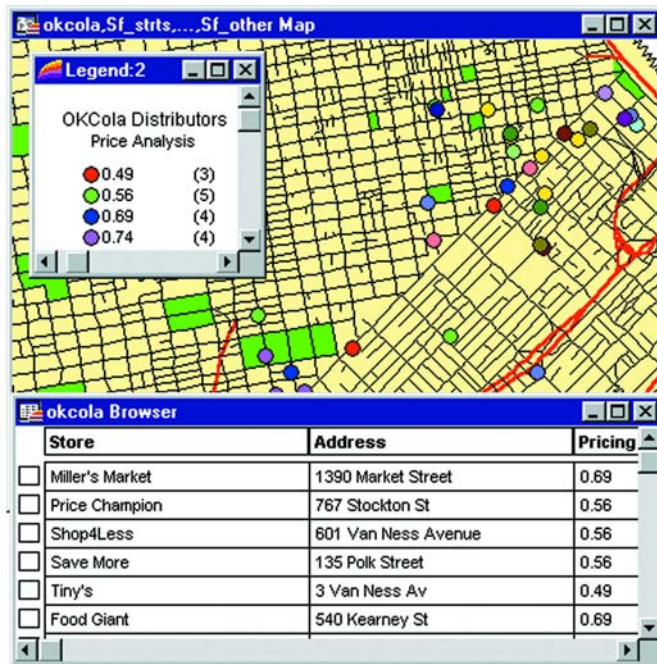 okcola,Sf_strts,...,Sf_other Map
Legend:2
OKCola Distributors
Price Analysis
0.49 (3)
0.56 (5)
0.69 (4)
0.74 (4)
okcola Browser
Store Address Pricing
Miller's Market 1390 Market Street 0.69
Price Champion 767 Stockton St 0.56
Shop4Less 601 Van Ness Avenue 0.56
Save More 135 Polk Street 0.56
Tiny's 3 Van Ness Av 0.49
Food Giant 540 Kearney St 0.69